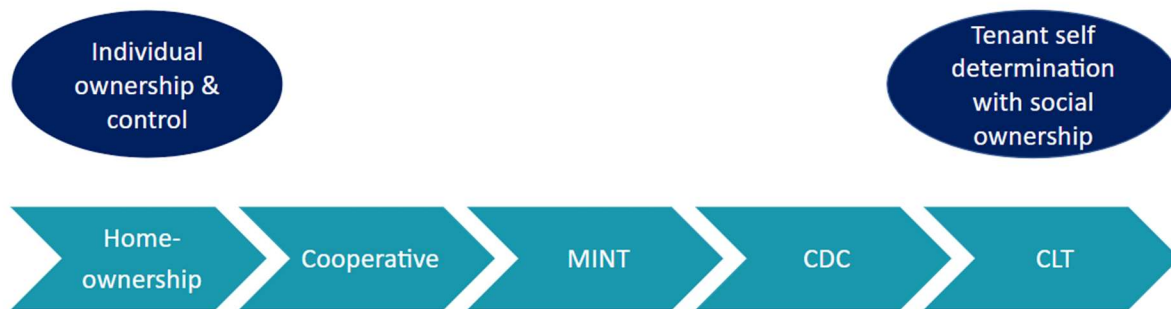 Individual
ownership &
control
Tenant self
determination
with social
ownership
Home-
ownership
Cooperative
MINT
CDC
CLT